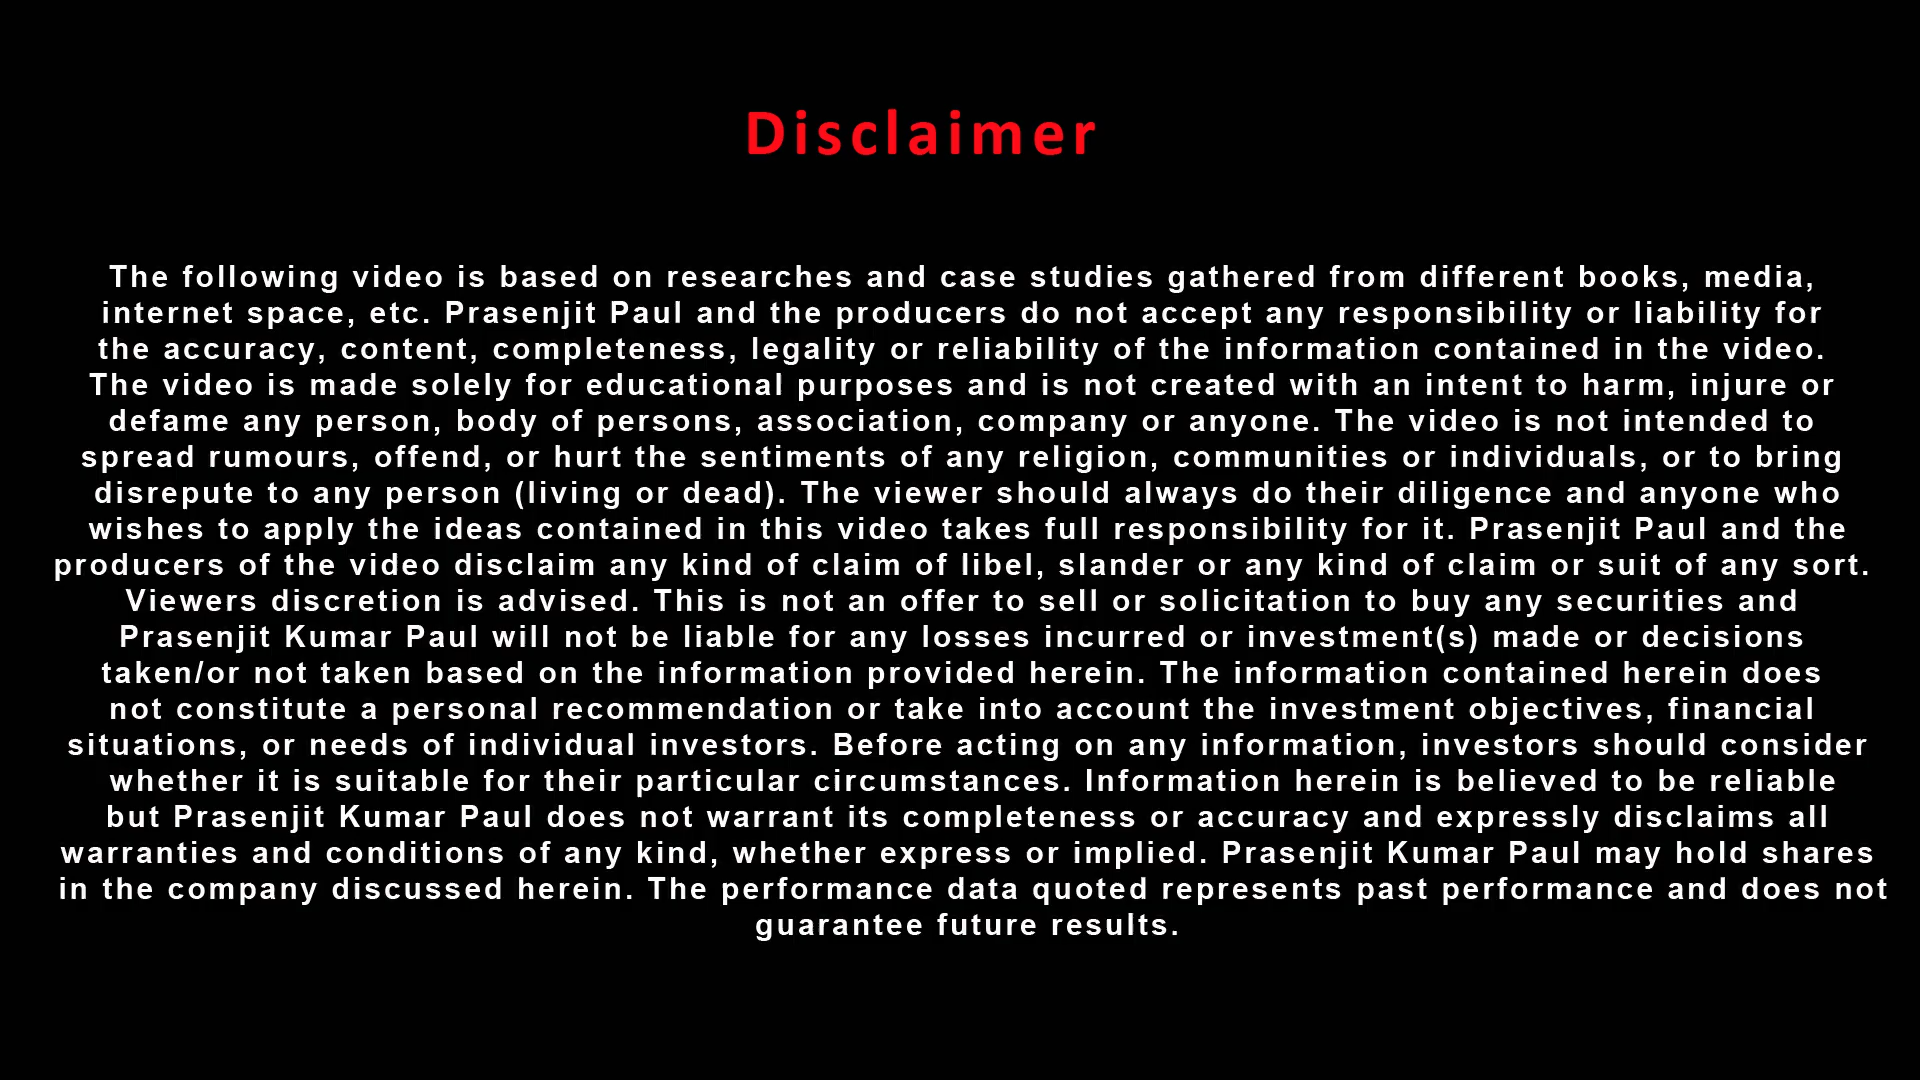 Disclaimer
The following video is based on researches and case studies gathered from different books, media,
internet space, etc. Prasenjit Paul and the producers do not accept any responsibility or liability for
the accuracy, content, completeness, legality or reliability of the information contained in the video.
The video is made solely for educational purposes and is not created with an intent to harm, injure or
defame any person, body of persons, association, company or anyone. The video is not intended to
spread rumours, offend, or hurt the sentiments of any religion, communities or individuals, or to bring
disrepute to any person (living or dead). The viewer should always do their diligence and anyone who
wishes to apply the ideas contained in this video takes full responsibility for it. Prasenjit Paul and the
producers of the video disclaim any kind of claim of libel, slander or any kind of claim or suit of any sort.
Viewers discretion is advised. This is not an offer to sell or solicitation to buy any securities and
Prasenjit Kumar Paul will not be liable for any losses incurred or investment(s) made or decisions
taken/or not taken based on the information provided herein. The information contained herein does
not constitute a personal recommendation or take into account the investment objectives, financial
situations, or needs of individual investors. Before acting on any information, investors should consider
whether it is suitable for their particular circumstances. Information herein is believed to be reliable
but Prasenjit Kumar Paul does not warrant its completeness or accuracy and expressly disclaims all
warranties and conditions of any kind, whether express or implied. Prasenjit Kumar Paul may hold shares
in the company discussed herein. The performance data quoted represents past performance and does not
guarantee future results.